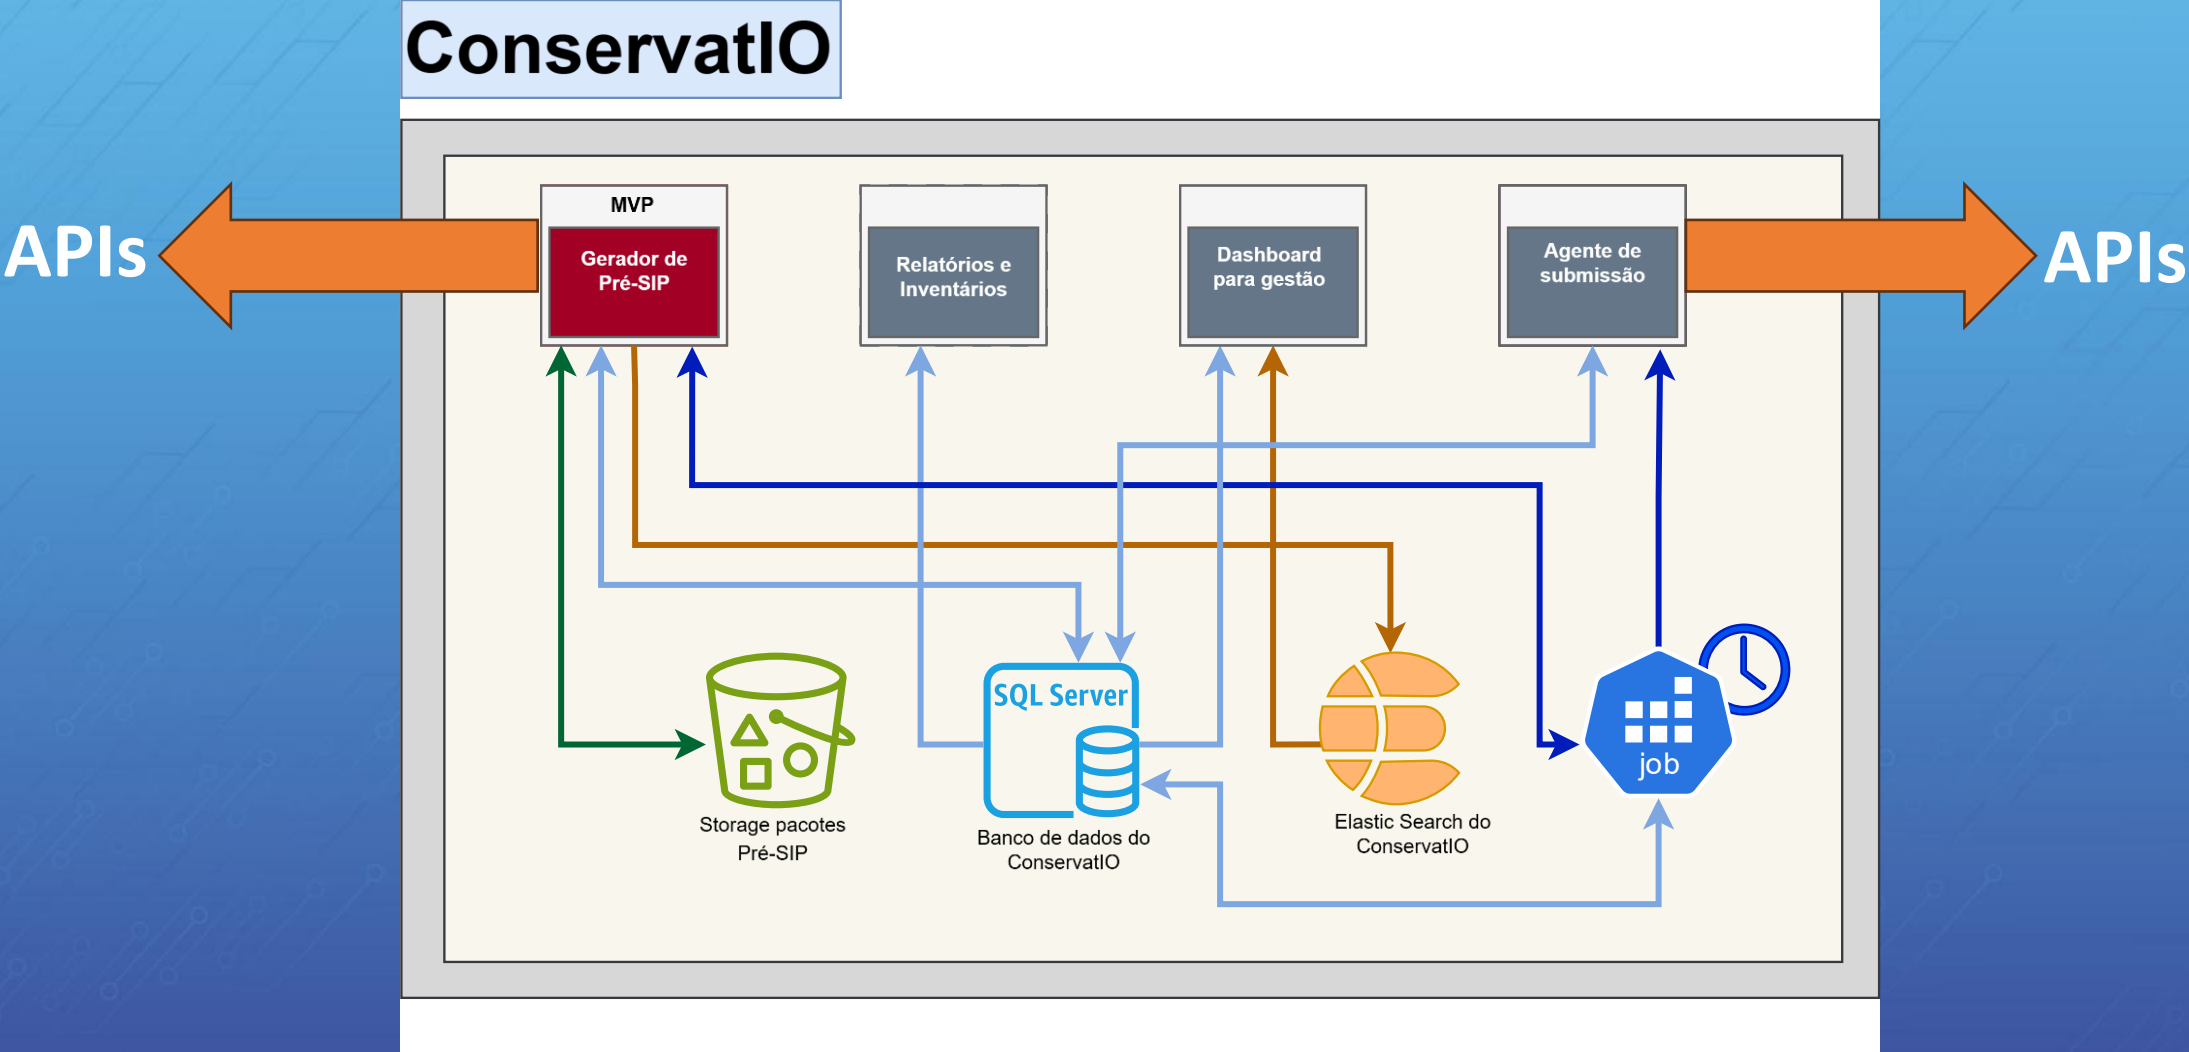 ConservatIO
APIs
MVP
Gerador de
Pré-SIP
Relatórios e
Inventários
Dashboard
para gestão
Agente de
submissão
APIs
SQL Server
job
Storage pacotes
Pré-SIP
Banco de dados do
ConservatIO
Elastic Search do
ConservatIO